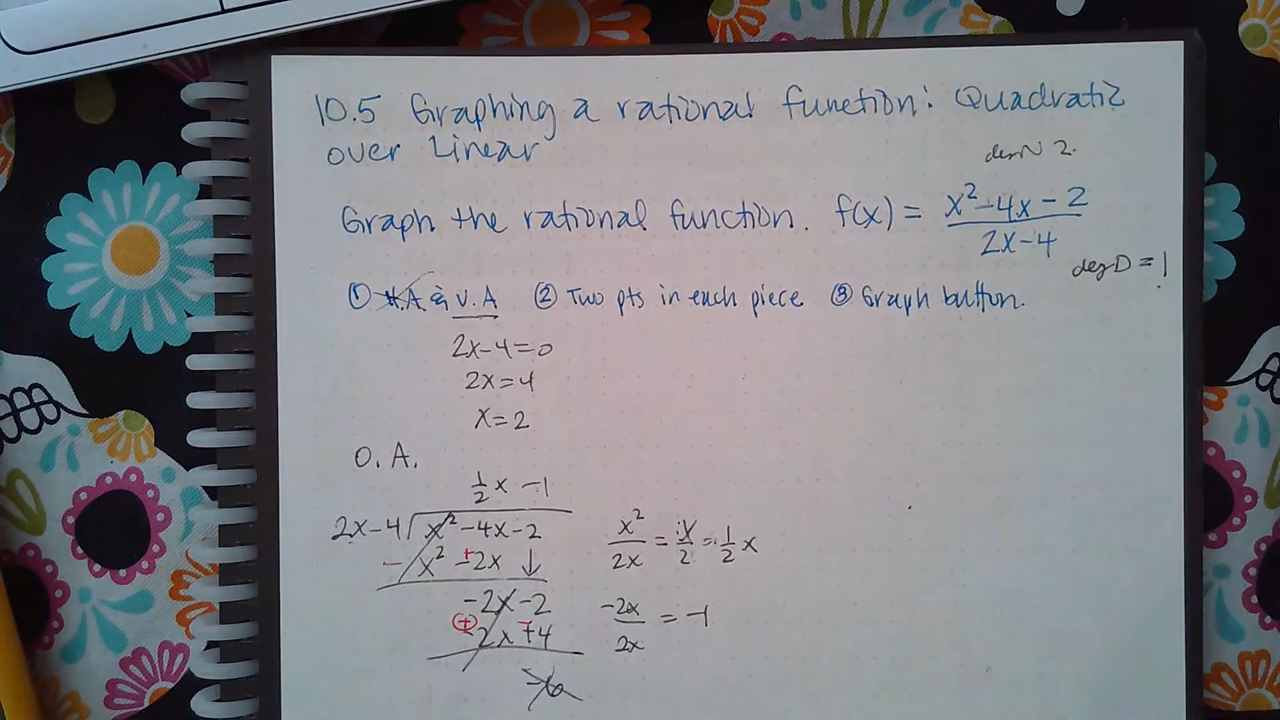 10.5 Graphing a rational function: Quadratic
over Linear
deg N 2
Graph the rational function. f(x) = (x² - 4x - 2)/(2x - 4)
deg D = 1
① H.A & V.A ② Two pts in each piece ③ Graph button.
2x-4=0
2x=4
x=2
O. A.
½x -1
2x-4 x²-4x-2 x²/2x = x/2 = ½x
- x² + -2x ↓
-2x-2 -2x/2x = -1
+ -2x + 4
-6